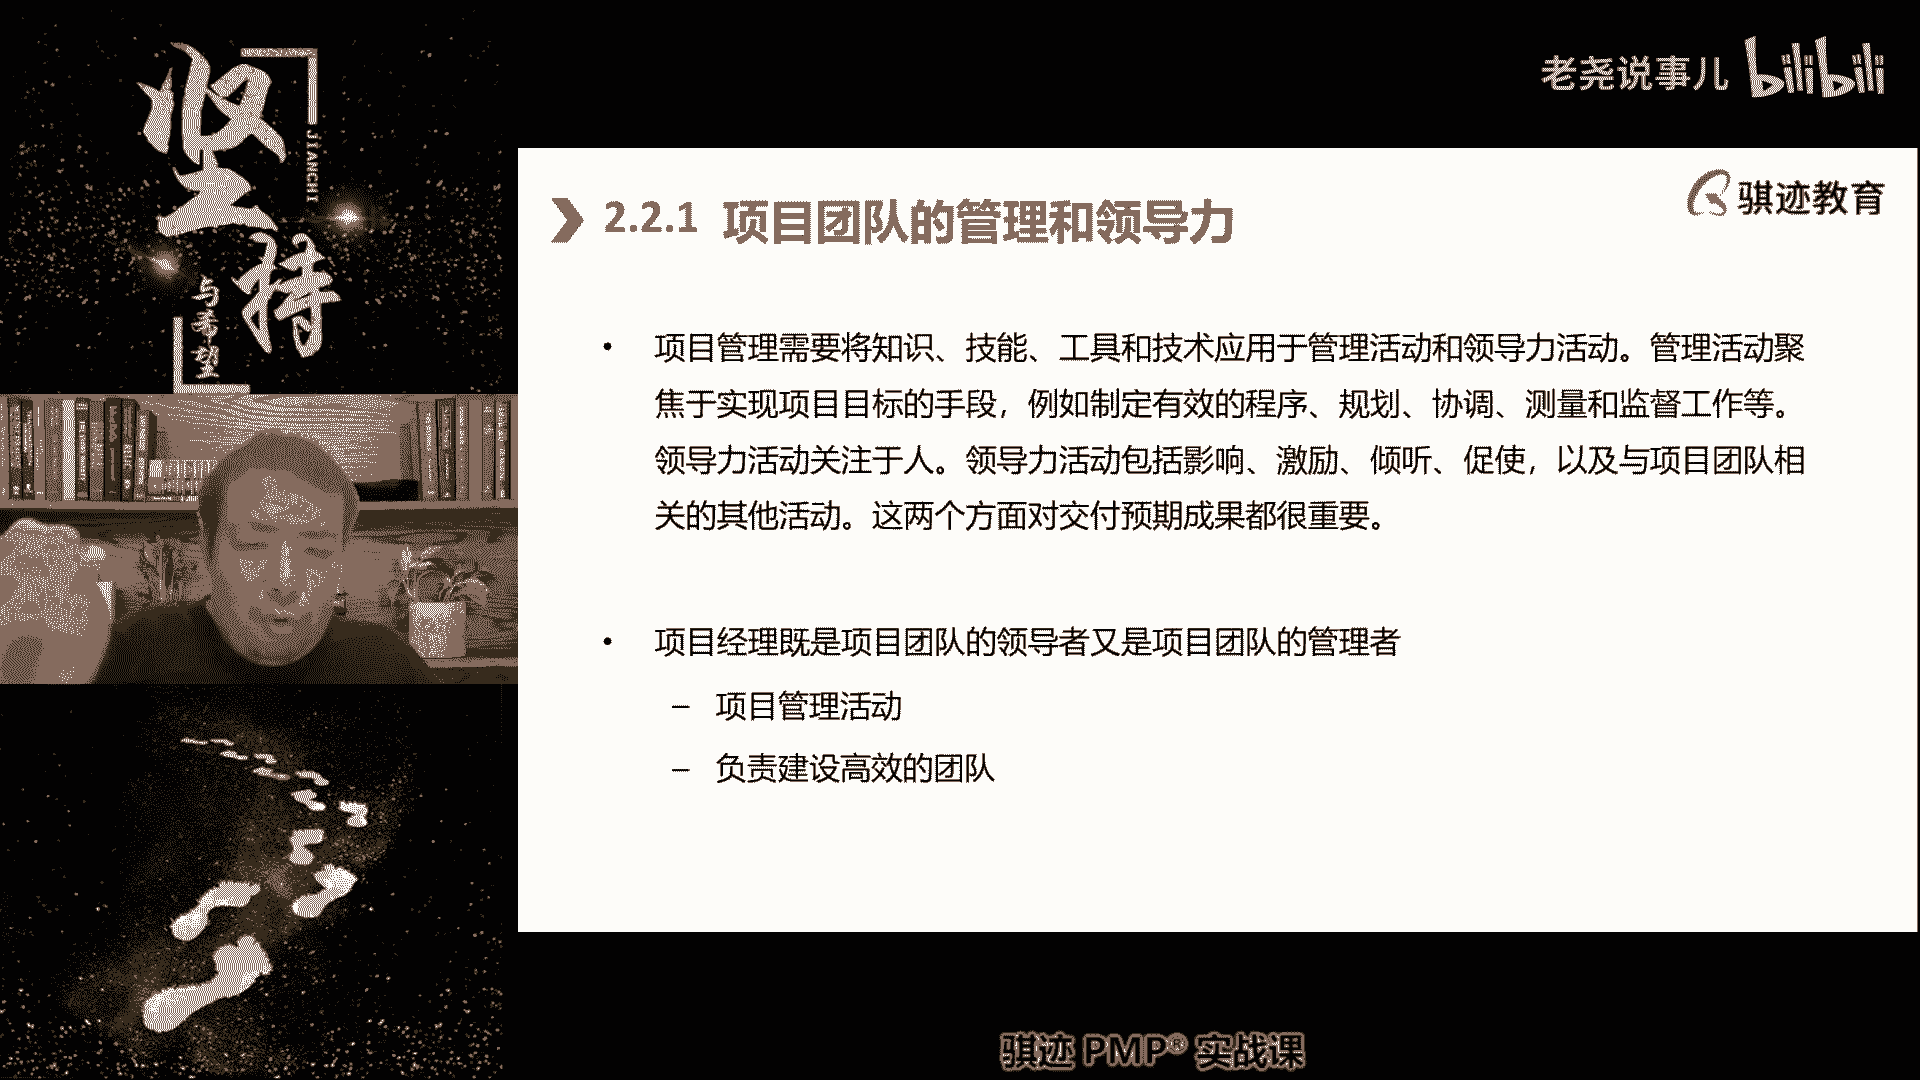 坚持
JIANCHI
与希望
老尧说事儿 bilibili
骐迹教育
2.2.1 项目团队的管理和领导力
• 项目管理需要将知识、技能、工具和技术应用于管理活动和领导力活动。管理活动聚
焦于实现项目目标的手段，例如制定有效的程序、规划、协调、测量和监督工作等。
领导力活动关注于人。领导力活动包括影响、激励、倾听、促使，以及与项目团队相
关的其他活动。这两个方面对交付预期成果都很重要。
• 项目经理既是项目团队的领导者又是项目团队的管理者
– 项目管理活动
– 负责建设高效的团队
骐迹 PMP® 实战课